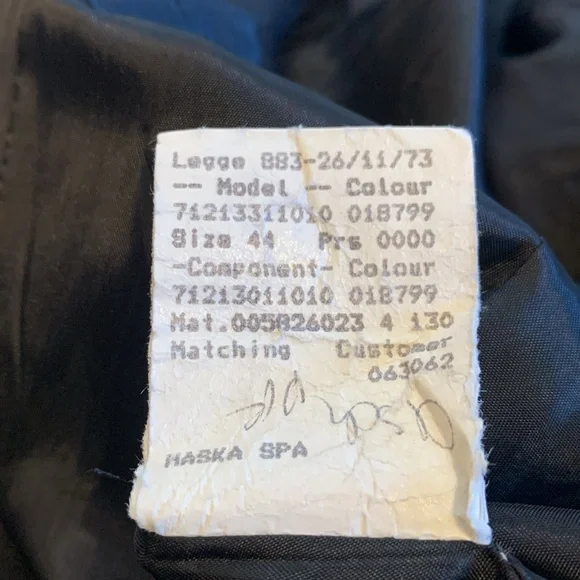 Legge 883-26/11/73
-- Model -- Colour
71213311010 018799
Size 44 Prs 0000
-Component- Colour
71213011010 018799
Mat.005826023 4 130
Matching Customer
063062
MASKA SPA